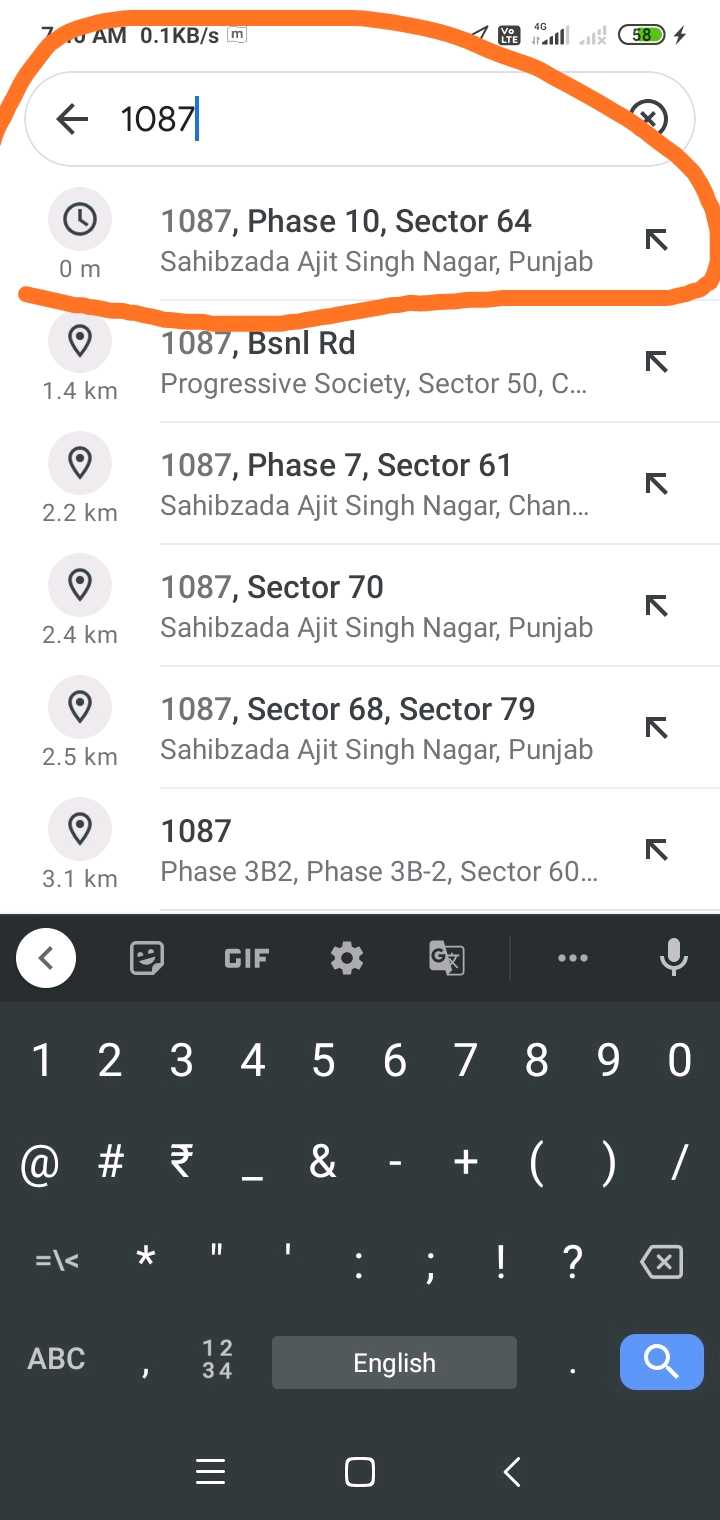 AM 0.1KB/s m Vo LTE 4G 58
1087
1087, Phase 10, Sector 64
0 m Sahibzada Ajit Singh Nagar, Punjab
1087, Bsnl Rd
1.4 km Progressive Society, Sector 50, C...
1087, Phase 7, Sector 61
2.2 km Sahibzada Ajit Singh Nagar, Chan...
1087, Sector 70
2.4 km Sahibzada Ajit Singh Nagar, Punjab
1087, Sector 68, Sector 79
2.5 km Sahibzada Ajit Singh Nagar, Punjab
1087
3.1 km Phase 3B2, Phase 3B-2, Sector 60...
GIF G
1 2 3 4 5 6 7 8 9 0
@ # ₹ _ & - + ( ) /
=\< * " ' : ; ! ?
ABC , 12 34 English .